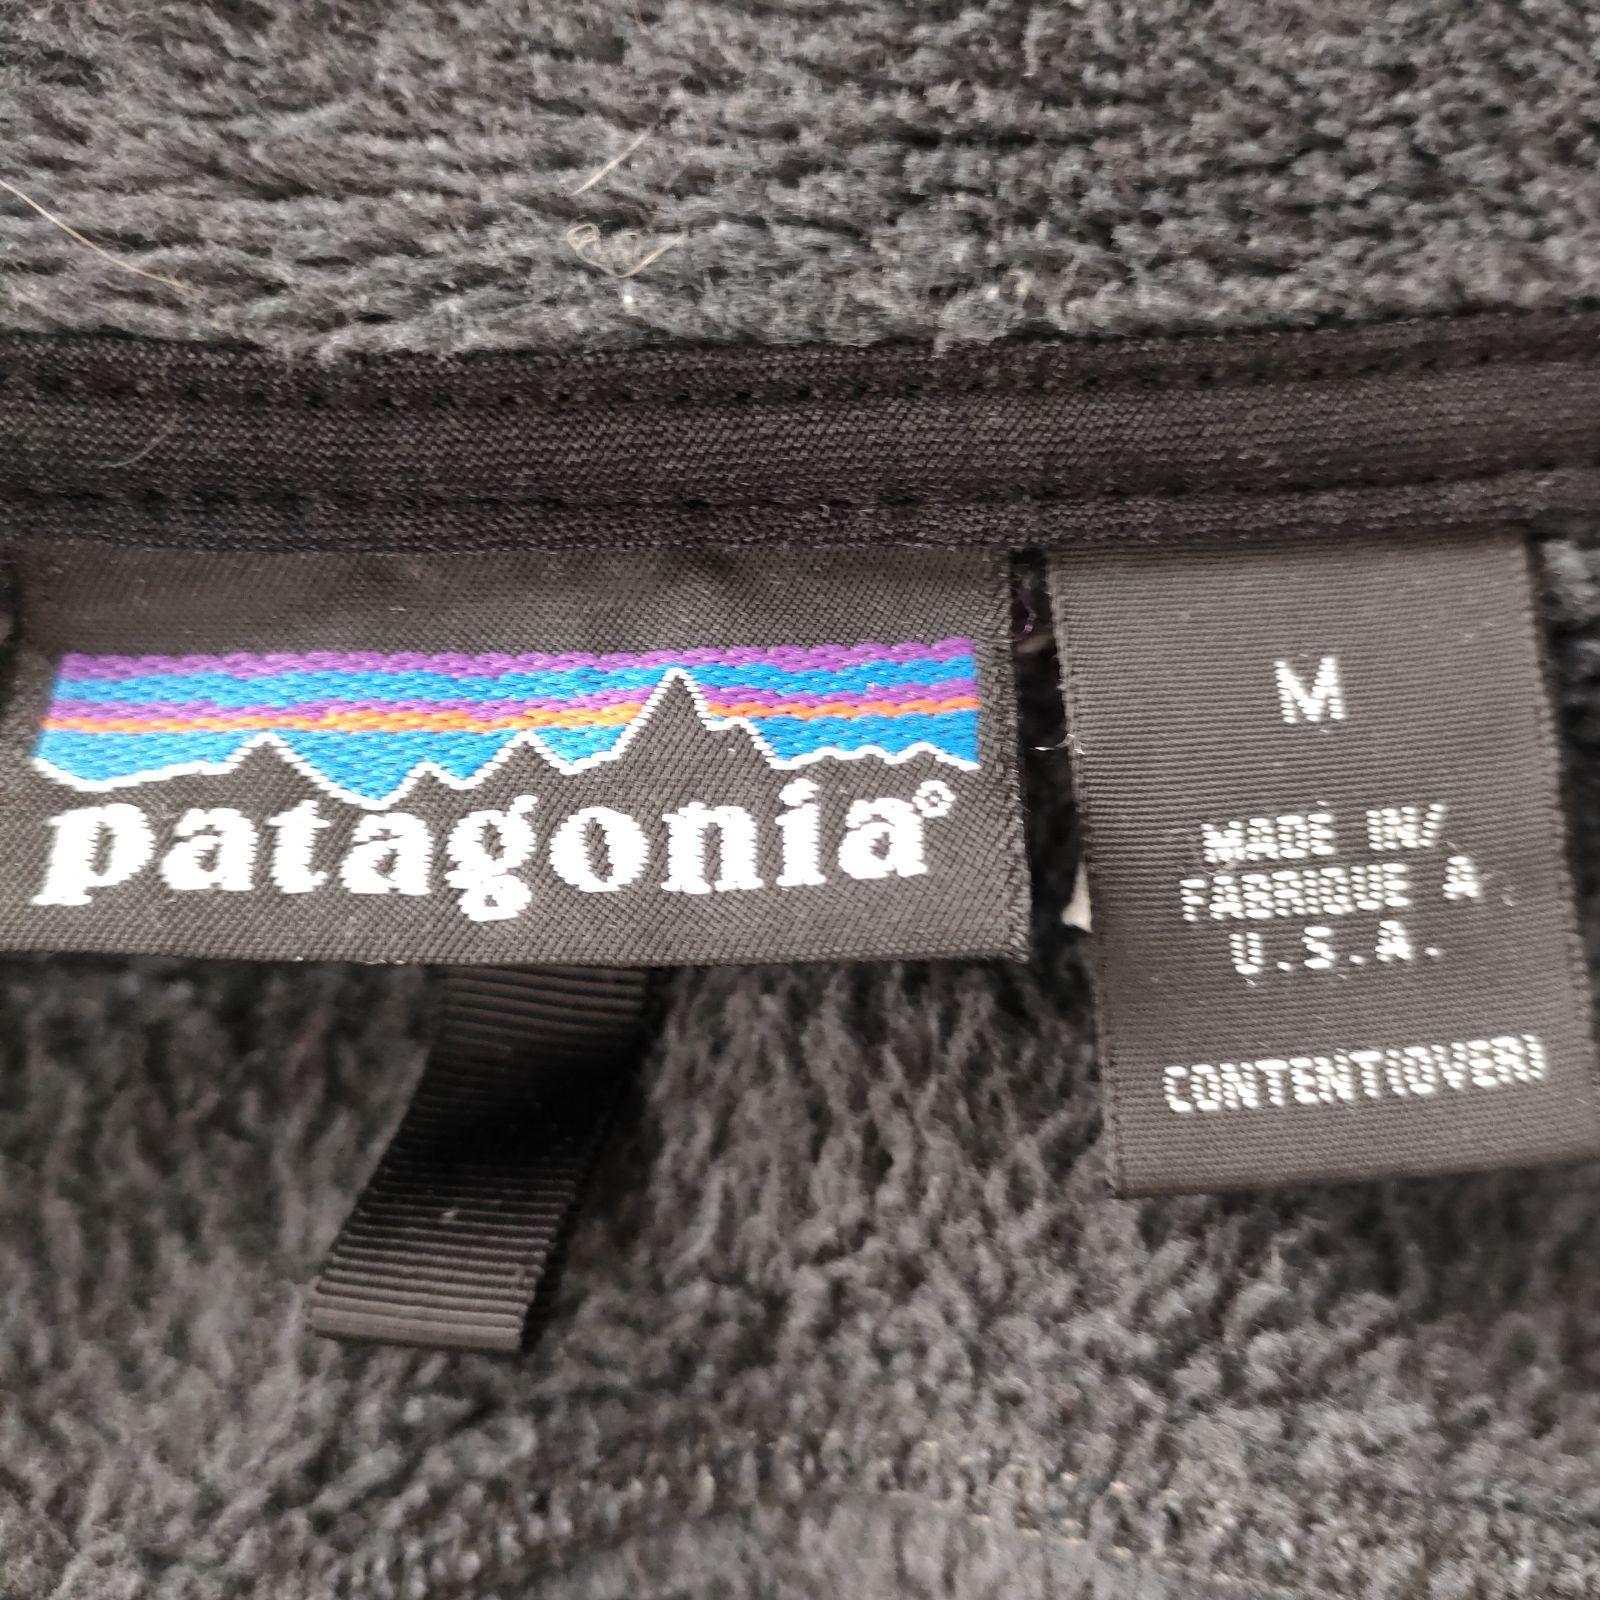 patagonia®
M
MADE IN/
FABRIQUE A
U.S.A.
CONTENT(OVER)